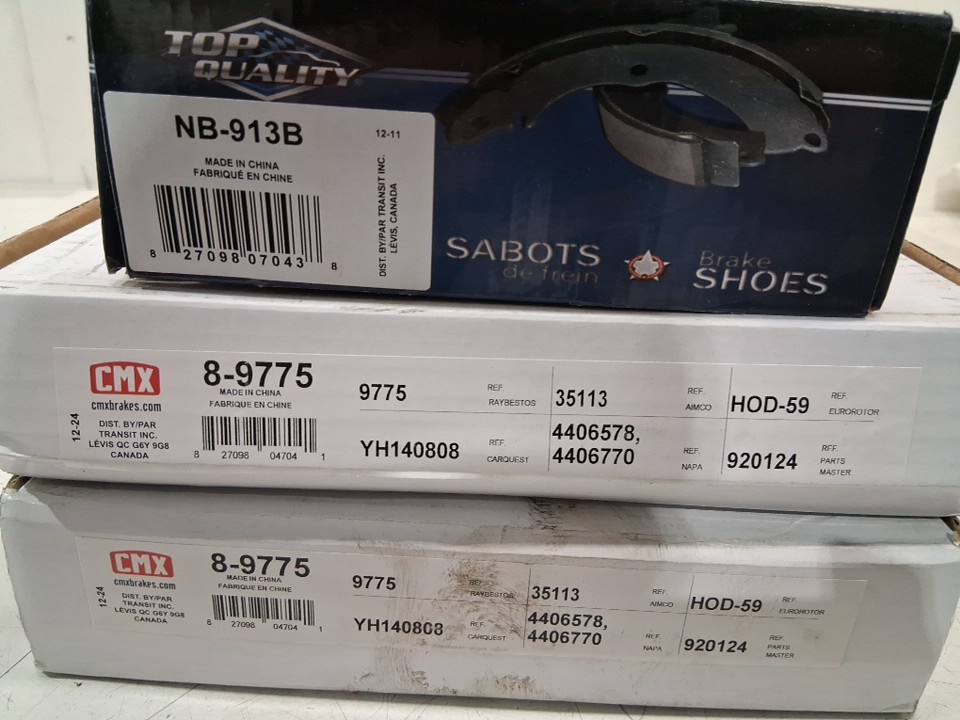 TOP
QUALITY
NB-913B
12-11
MADE IN CHINA
FABRIQUÉ EN CHINE
8 27098 07043 8
DIST. BY/PAR TRANSIT INC.
LÉVIS, CANADA
SABOTS
de frein
Brake
SHOES
CMX
cmxbrakes.com
12-24
DIST. BY/PAR
TRANSIT INC.
LÉVIS QC G6Y 9G8
CANADA
8-9775
MADE IN CHINA
FABRIQUE EN CHINE
8 27098 04704 1
9775 REF. RAYBESTOS
35113 REF. AIMCO
HOD-59 REF. EUROROTOR
YH140808 REF. CARQUEST
4406578,
4406770 REF. NAPA
920124 REF. PARTS MASTER
CMX
cmxbrakes.com
12-24
DIST. BY/PAR
TRANSIT INC.
LÉVIS QC G6Y 9G8
CANADA
8-9775
MADE IN CHINA
FABRIQUE EN CHINE
8 27098 04704 1
9775 REF. RAYBESTOS
35113 REF. AIMCO
HOD-59 REF. EUROROTOR
YH140808 REF. CARQUEST
4406578,
4406770 REF. NAPA
920124 REF. PARTS MASTER